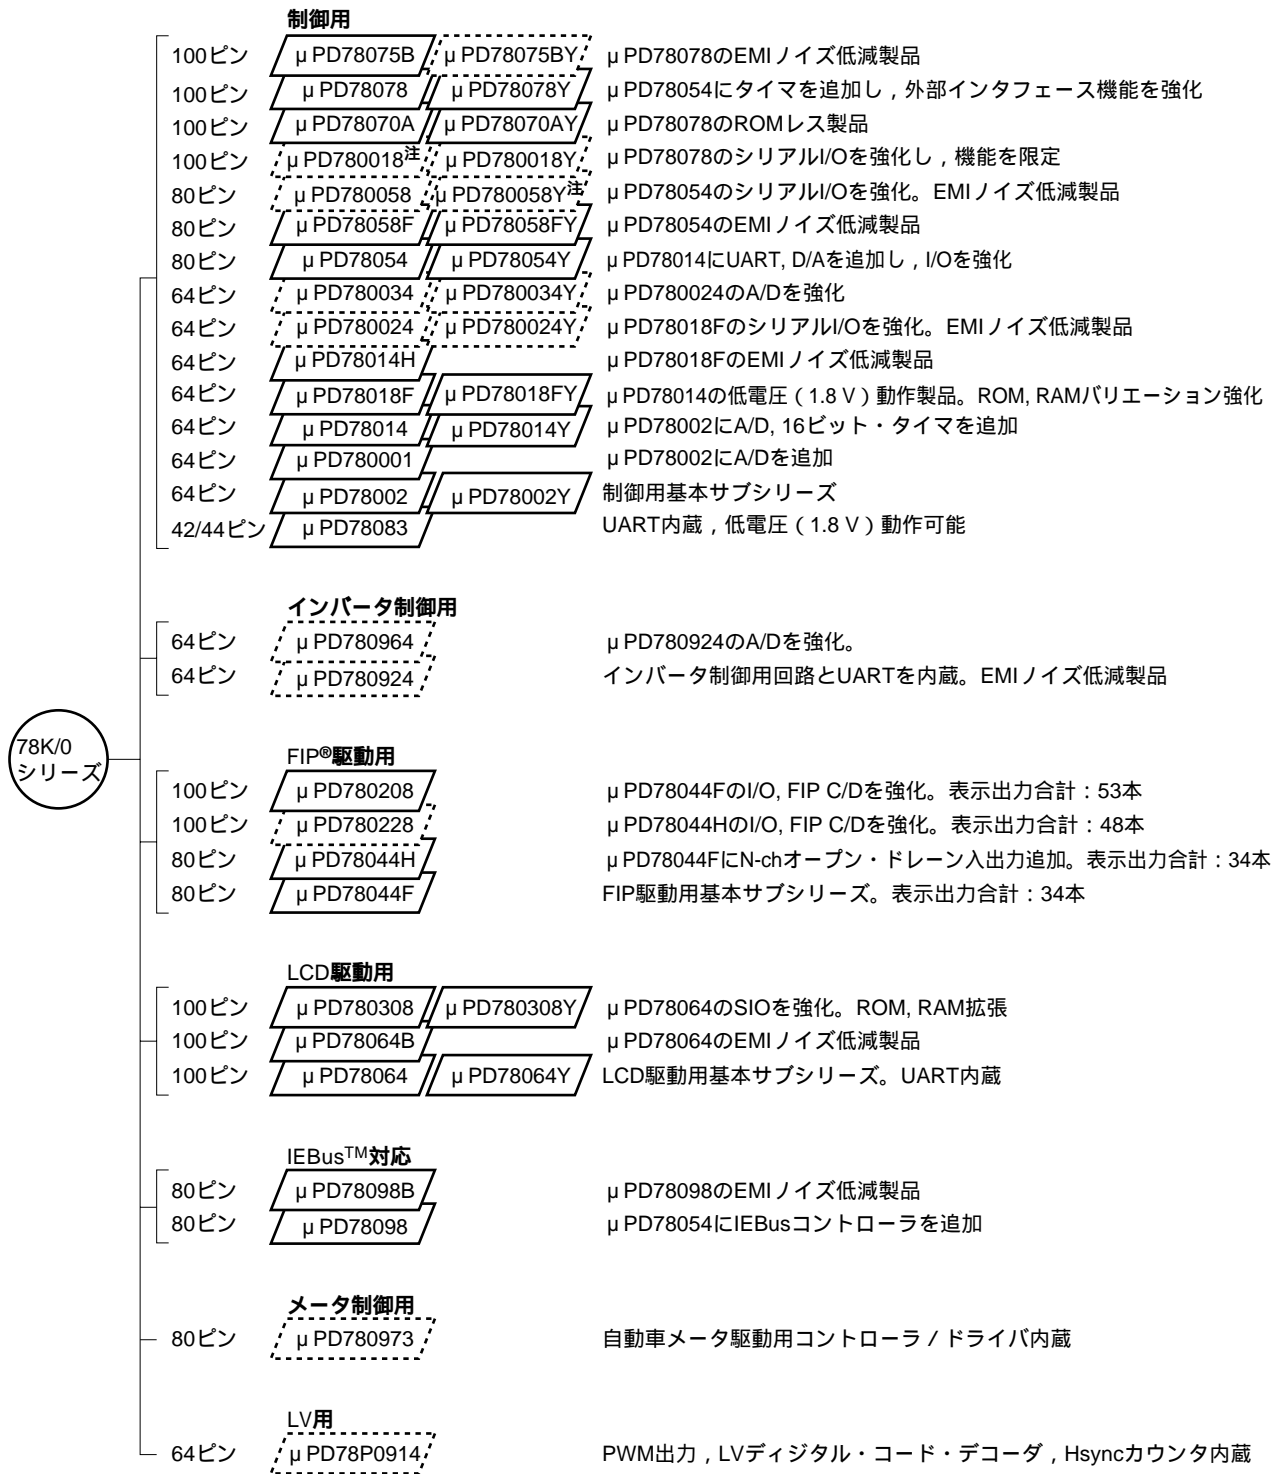 制御用
100ピン μPD78075B μPD78075BY μPD78078のEMIノイズ低減製品
100ピン μPD78078 μPD78078Y μPD78054にタイマを追加し，外部インタフェース機能を強化
100ピン μPD78070A μPD78070AY μPD78078のROMレス製品
100ピン μPD780018注 μPD780018Y μPD78078のシリアルI/Oを強化し，機能を限定
80ピン μPD780058 μPD780058Y注 μPD78054のシリアルI/Oを強化。EMIノイズ低減製品
80ピン μPD78058F μPD78058FY μPD78054のEMIノイズ低減製品
80ピン μPD78054 μPD78054Y μPD78014にUART, D/Aを追加し，I/Oを強化
64ピン μPD780034 μPD780034Y μPD780024のA/Dを強化
64ピン μPD780024 μPD780024Y μPD78018FのシリアルI/Oを強化。EMIノイズ低減製品
64ピン μPD78014H μPD78018FのEMIノイズ低減製品
64ピン μPD78018F μPD78018FY μPD78014の低電圧（1.8 V）動作製品。ROM, RAMバリエーション強化
64ピン μPD78014 μPD78014Y μPD78002にA/D, 16ビット・タイマを追加
64ピン μPD780001 μPD78002にA/Dを追加
64ピン μPD78002 μPD78002Y 制御用基本サブシリーズ
42/44ピン μPD78083 UART内蔵，低電圧（1.8 V）動作可能
インバータ制御用
64ピン μPD780964 μPD780924のA/Dを強化。
64ピン μPD780924 インバータ制御用回路とUARTを内蔵。EMIノイズ低減製品
78K/0
シリーズ
FIP®駆動用
100ピン μPD780208 μPD78044FのI/O, FIP C/Dを強化。表示出力合計：53本
100ピン μPD780228 μPD78044HのI/O, FIP C/Dを強化。表示出力合計：48本
80ピン μPD78044H μPD78044FにN-chオープン・ドレーン入出力追加。表示出力合計：34本
80ピン μPD78044F FIP駆動用基本サブシリーズ。表示出力合計：34本
LCD駆動用
100ピン μPD780308 μPD780308Y μPD78064のSIOを強化。ROM, RAM拡張
100ピン μPD78064B μPD78064のEMIノイズ低減製品
100ピン μPD78064 μPD78064Y LCD駆動用基本サブシリーズ。UART内蔵
IEBus™対応
80ピン μPD78098B μPD78098のEMIノイズ低減製品
80ピン μPD78098 μPD78054にIEBusコントローラを追加
メータ制御用
80ピン μPD780973 自動車メータ駆動用コントローラ／ドライバ内蔵
LV用
64ピン μPD78P0914 PWM出力，LVディジタル・コード・デコーダ，Hsyncカウンタ内蔵